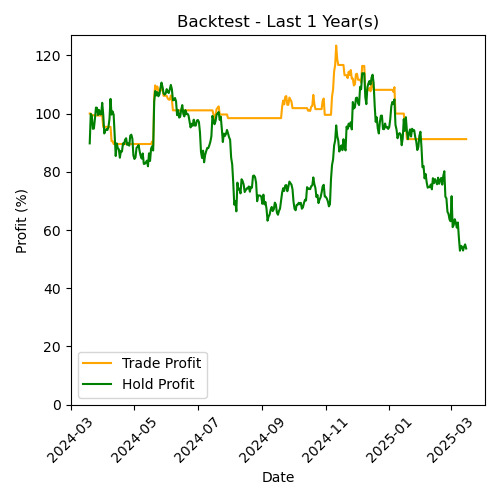 Backtest - Last 1 Year(s)
Profit (%)
120
100
80
60
40
20
0
Trade Profit
Hold Profit
2024-03
2024-05
2024-07
2024-09
2024-11
2025-01
2025-03
Date